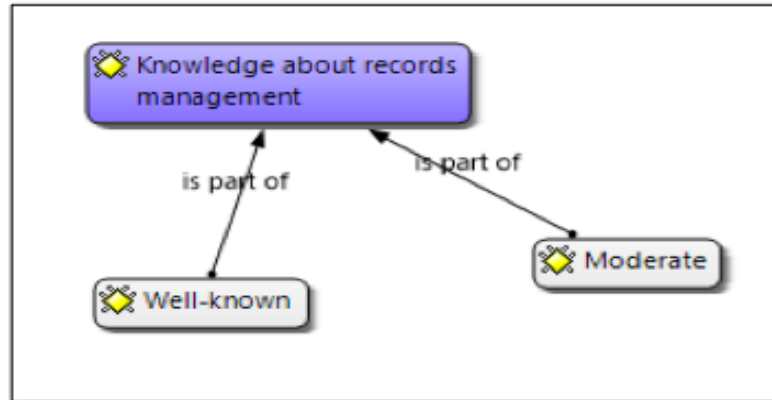 Knowledge about records
management
is part of
is part of
Moderate
Well-known